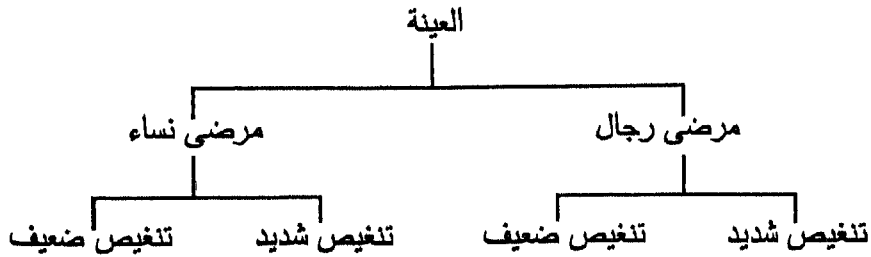 العينة
مرضى رجال مرضى نساء
تنغيص شديد تنغيص ضعيف تنغيص شديد تنغيص ضعيف